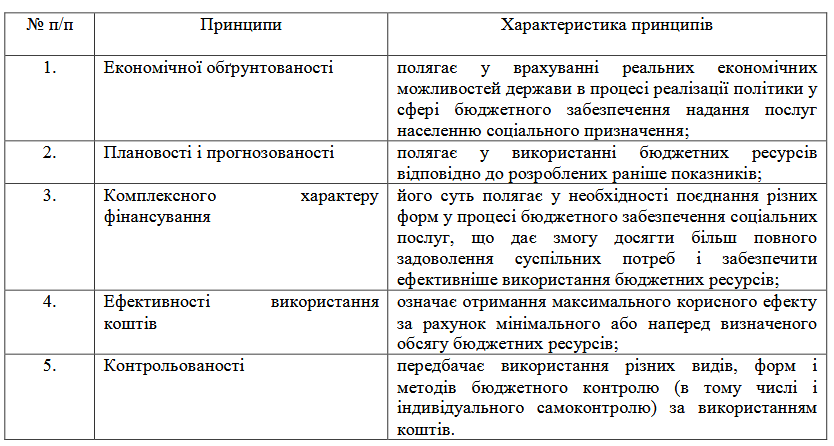 № п/п Принципи Характеристика принципів
1. Економічної обґрунтованості полягає у врахуванні реальних економічних
можливостей держави в процесі реалізації політики у
сфері бюджетного забезпечення надання послуг
населенню соціального призначення;
2. Плановості і прогнозованості полягає у використанні бюджетних ресурсів
відповідно до розроблених раніше показників;
3. Комплексного характеру його суть полягає у необхідності поєднання різних
фінансування форм у процесі бюджетного забезпечення соціальних
послуг, що дає змогу досягти більш повного
задоволення суспільних потреб і забезпечити
ефективніше використання бюджетних ресурсів;
4. Ефективності використання означає отримання максимального корисного ефекту
коштів за рахунок мінімального або наперед визначеного
обсягу бюджетних ресурсів;
5. Контрольованості передбачає використання різних видів, форм і
методів бюджетного контролю (в тому числі і
індивідуального самоконтролю) за використанням
коштів.